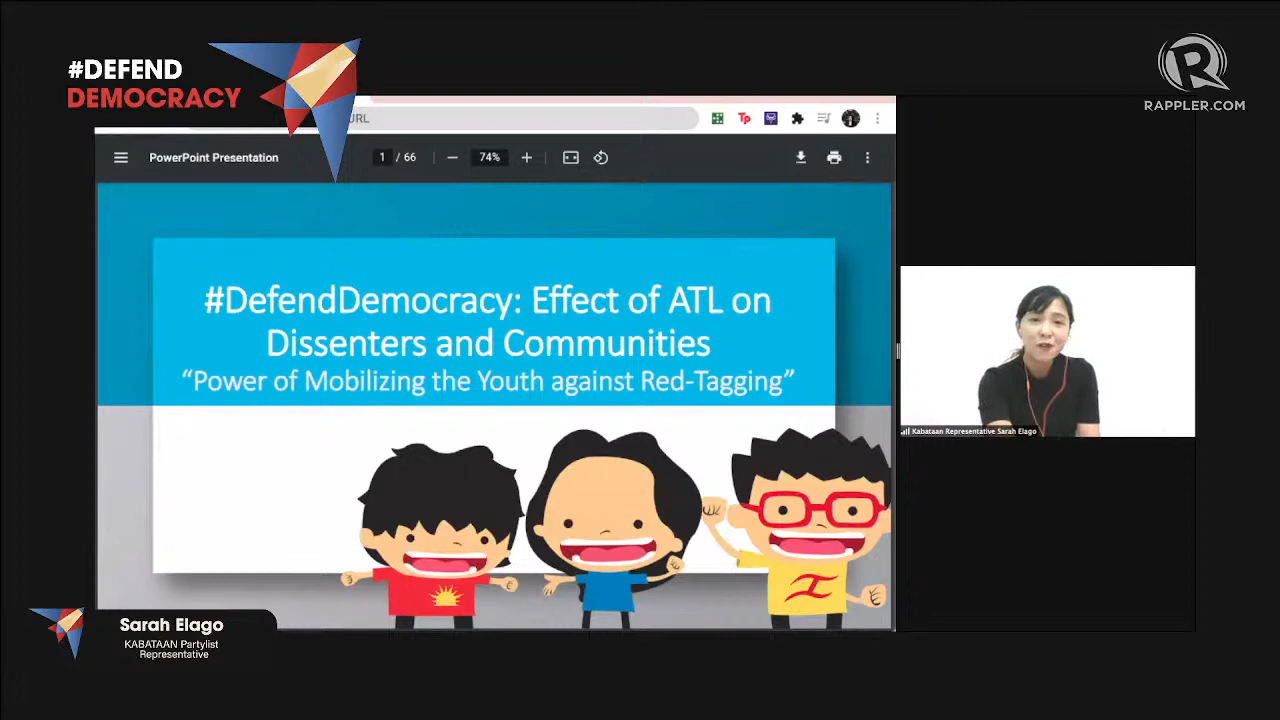 #DEFEND
DEMOCRACY
RAPPLER.COM
URL
Tp
PowerPoint Presentation
1 / 66
74%
#DefendDemocracy: Effect of ATL on
Dissenters and Communities
“Power of Mobilizing the Youth against Red-Tagging”
Kabataan Representative Sarah Elago
Sarah Elago
KABATAAN Partylist
Representative